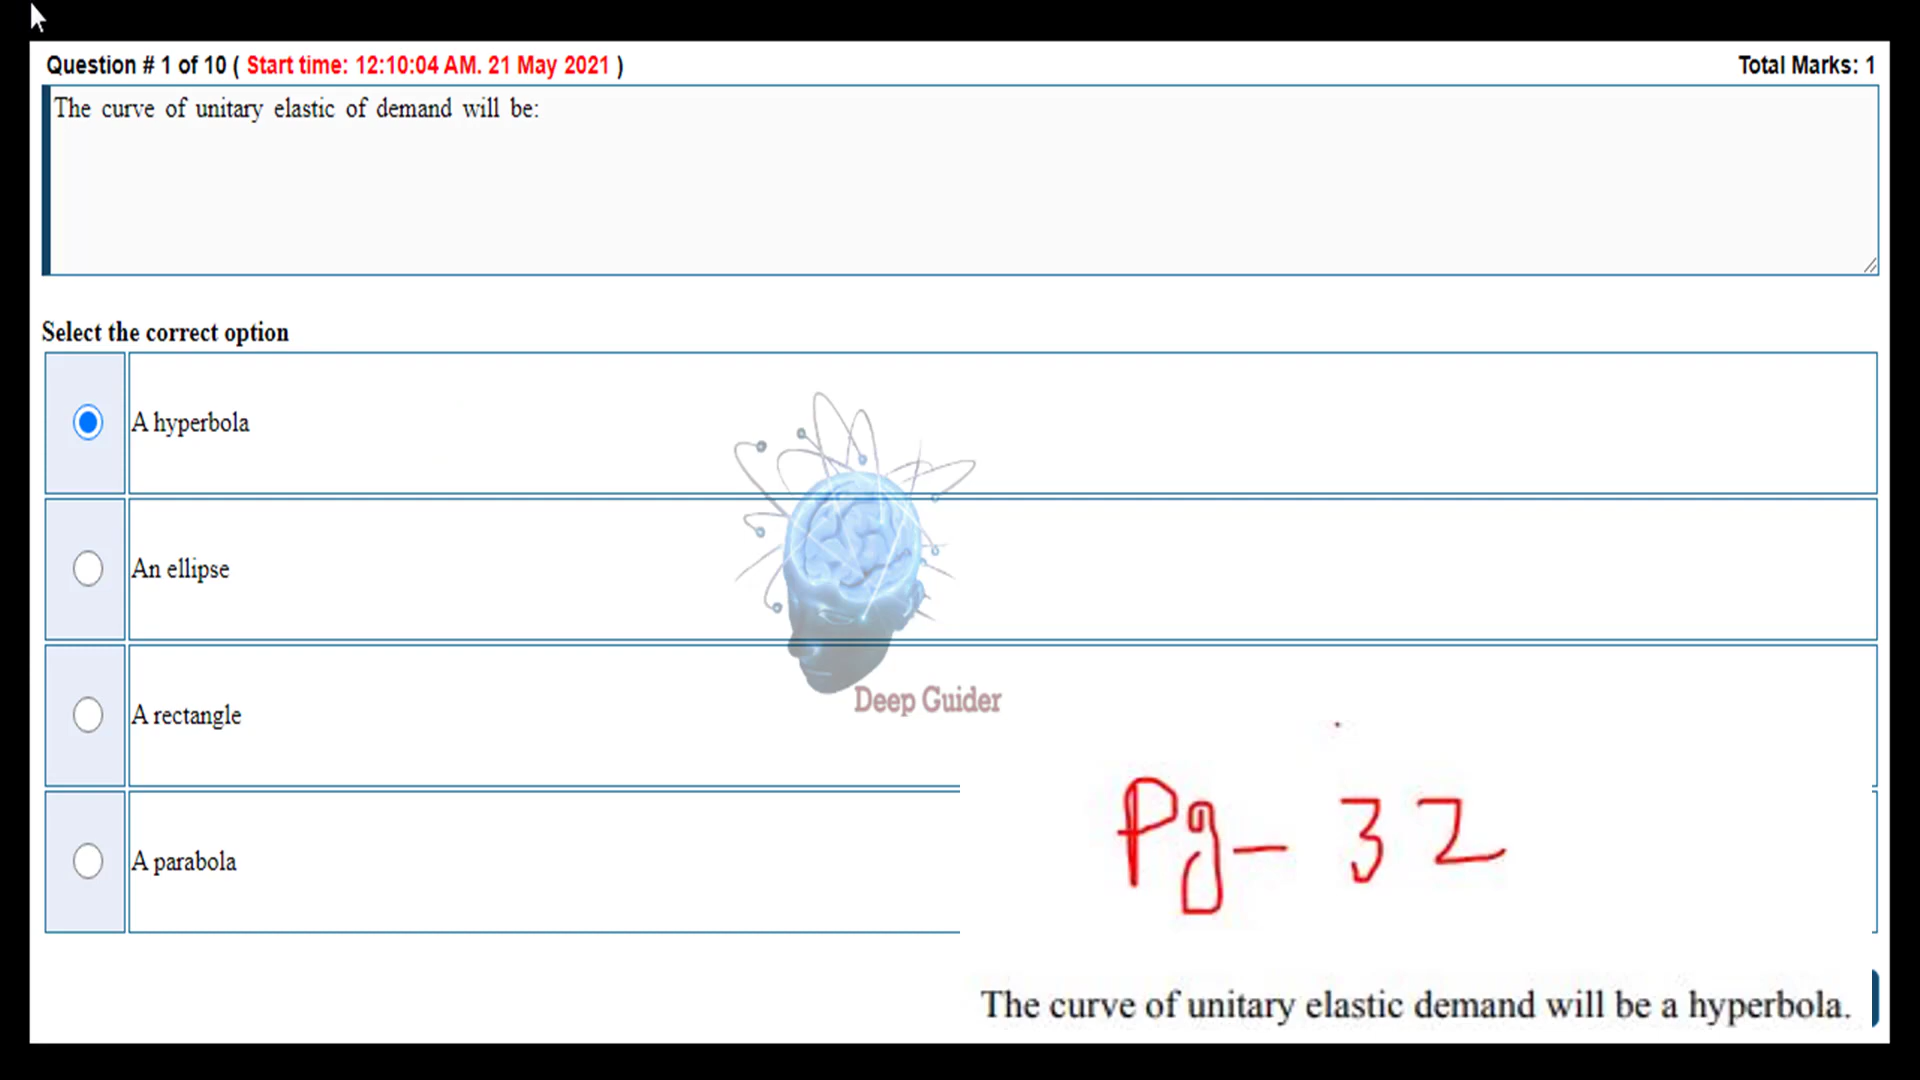 Question # 1 of 10 ( Start time: 12:10:04 AM. 21 May 2021 ) Total Marks: 1
The curve of unitary elastic of demand will be:
Select the correct option
A hyperbola
An ellipse
A rectangle
Deep Guider
Pg- 32
A parabola
The curve of unitary elastic demand will be a hyperbola.